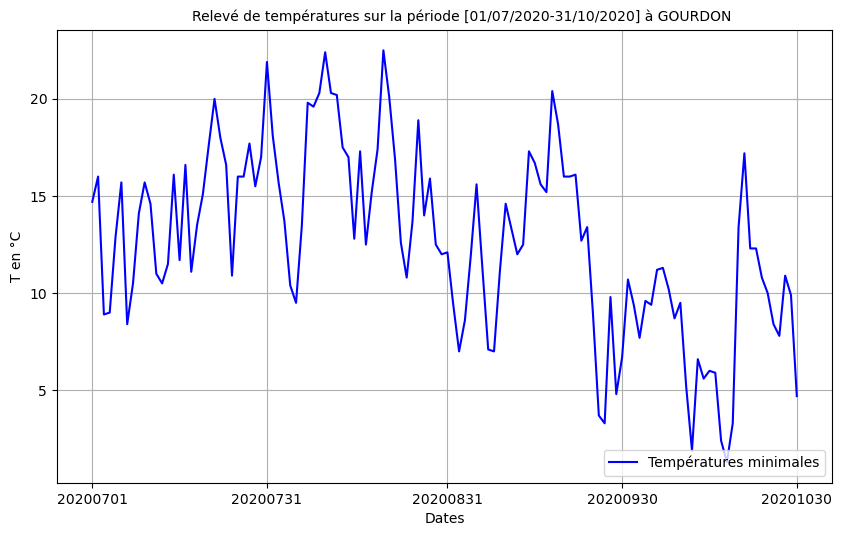 Relevé de températures sur la période [01/07/2020-31/10/2020] à GOURDON
T en °C
20
15
10
5
Températures minimales
20200701 20200731 20200831 20200930 20201030
Dates